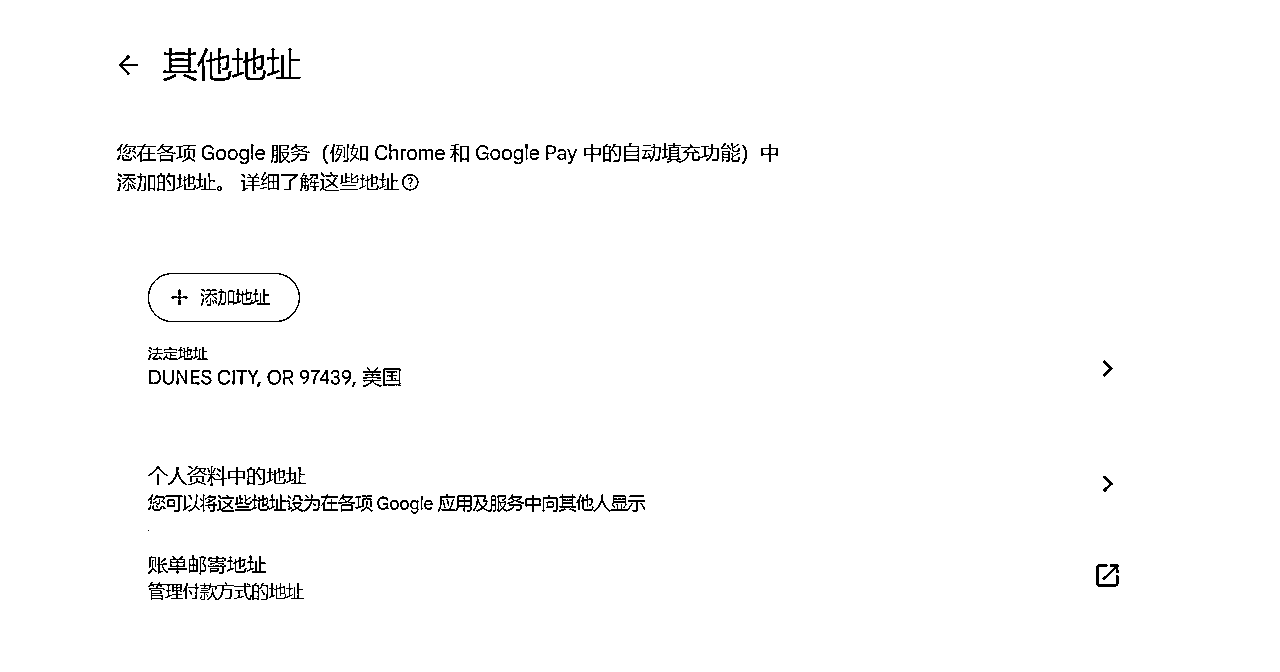 其他地址
您在各项 Google 服务（例如 Chrome 和 Google Pay 中的自动填充功能）中
添加的地址。 详细了解这些地址
添加地址
法定地址
DUNES CITY, OR 97439, 美国
个人资料中的地址
您可以将这些地址设为在各项 Google 应用及服务中向其他人显示
账单邮寄地址
管理付款方式的地址